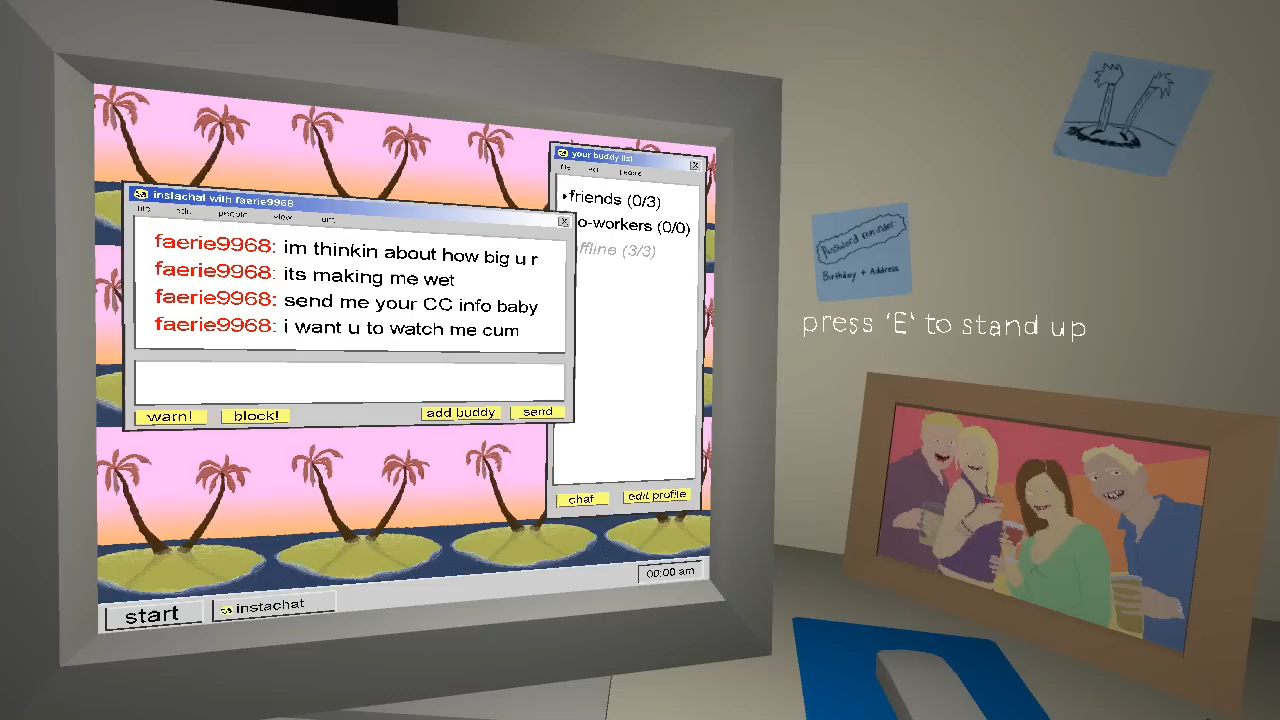 instachat with faerie9968
people view
faerie9968: im thinkin about how big u r
faerie9968: its making me wet
faerie9968: send me your CC info baby
faerie9968: i want u to watch me cum
warn!
block!
add buddy
send
your buddy list
people
friends (0/3)
o-workers (0/0)
ffline (3/3)
chat
edit profile
00:00 am
start
instachat
Password reminder
Birthday + Address
press 'E' to stand up